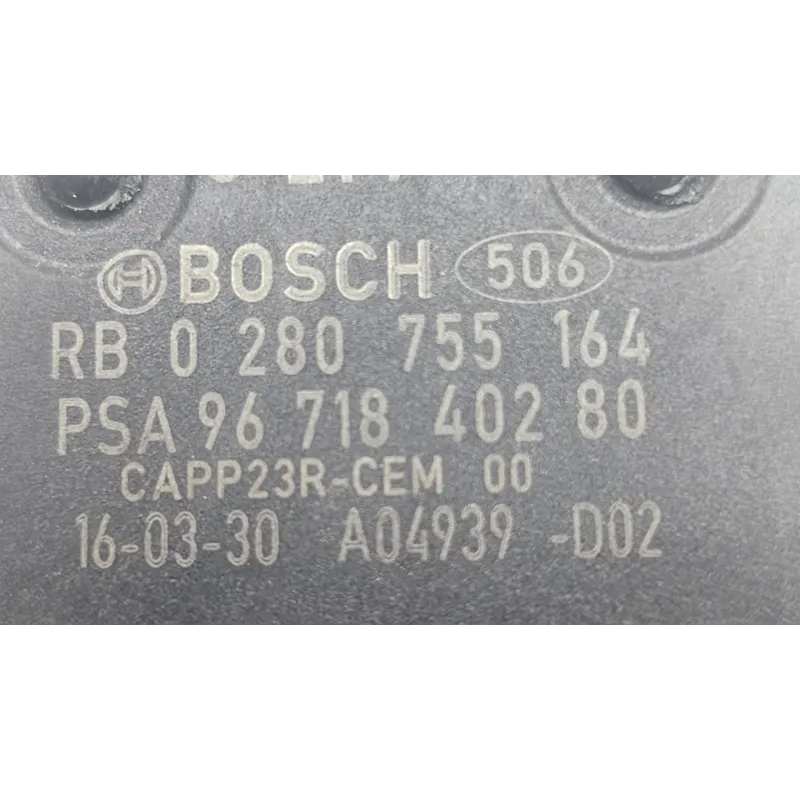 BOSCH 506
RB 0 280 755 164
PSA 96 718 402 80
CAPP23R-CEM 00
16-03-30 A04939 -D02